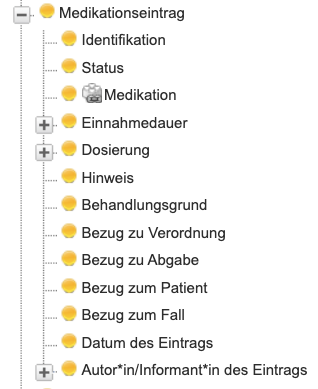 Medikationseintrag
Identifikation
Status
Medikation
Einnahmedauer
Dosierung
Hinweis
Behandlungsgrund
Bezug zu Verordnung
Bezug zu Abgabe
Bezug zum Patient
Bezug zum Fall
Datum des Eintrags
Autor*in/Informant*in des Eintrags